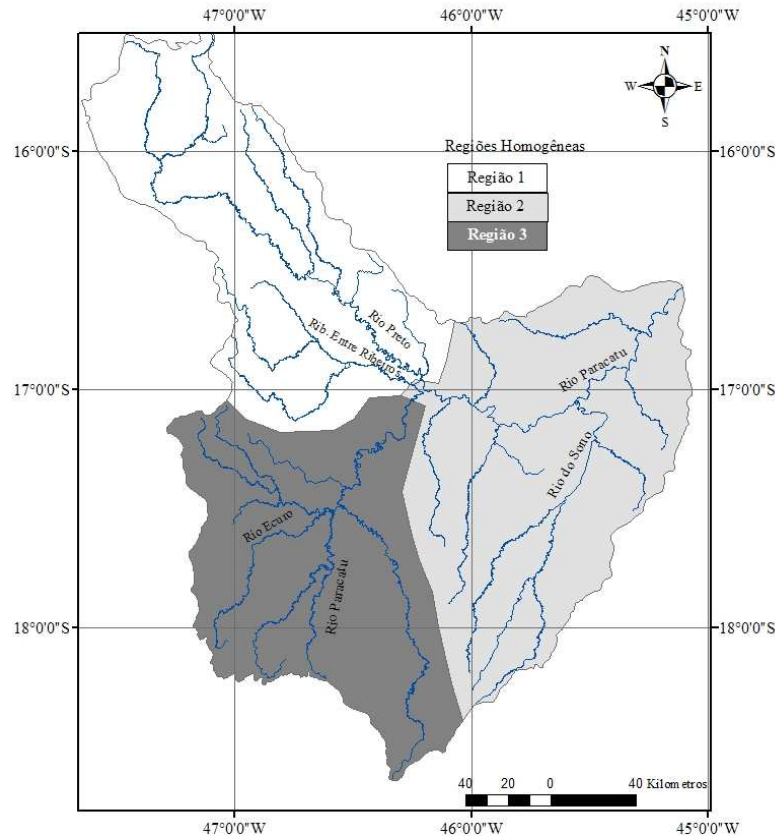 47°0'0"W 46°0'0"W 45°0'0"W
N
W E
S
16°0'0"S 16°0'0"S
Regiões Homogêneas
Região 1
Região 2
Região 3
Rio Preto
Rib. Entre Ribeiros
Rio Paracatu
17°0'0"S 17°0'0"S
Rio do Sono
Rio Ecuro
Rio Paracatu
18°0'0"S 18°0'0"S
40 20 0 40 Kilometros
47°0'0"W 46°0'0"W 45°0'0"W